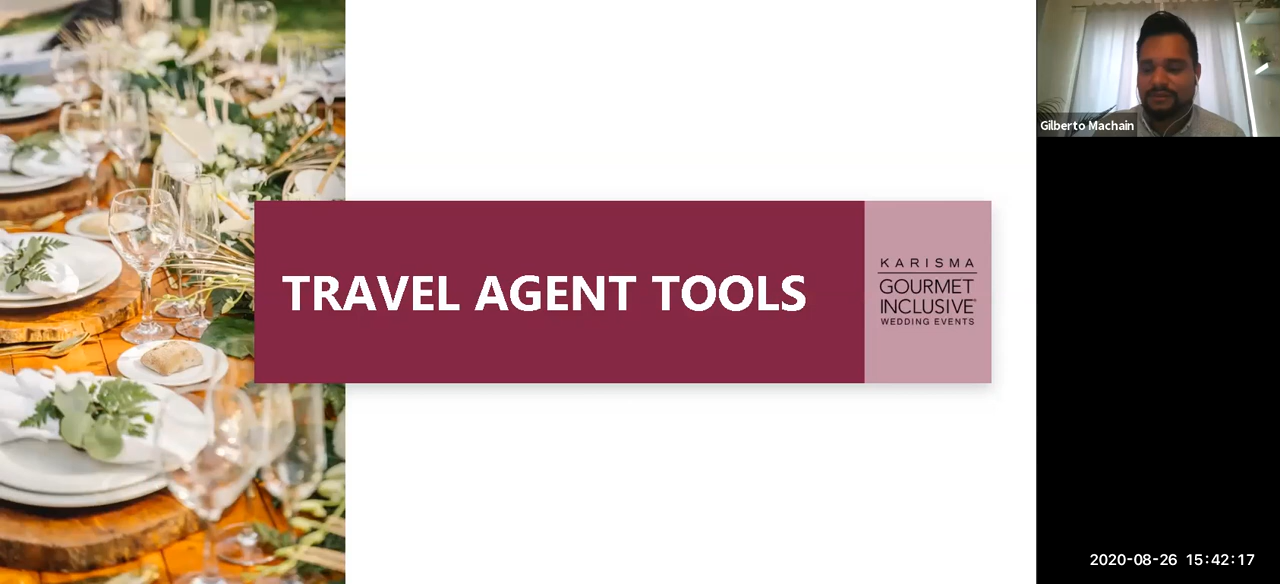 TRAVEL AGENT TOOLS
KARISMA
GOURMET
INCLUSIVE®
WEDDING EVENTS
Gilberto Machain
2020-08-26 15:42:17